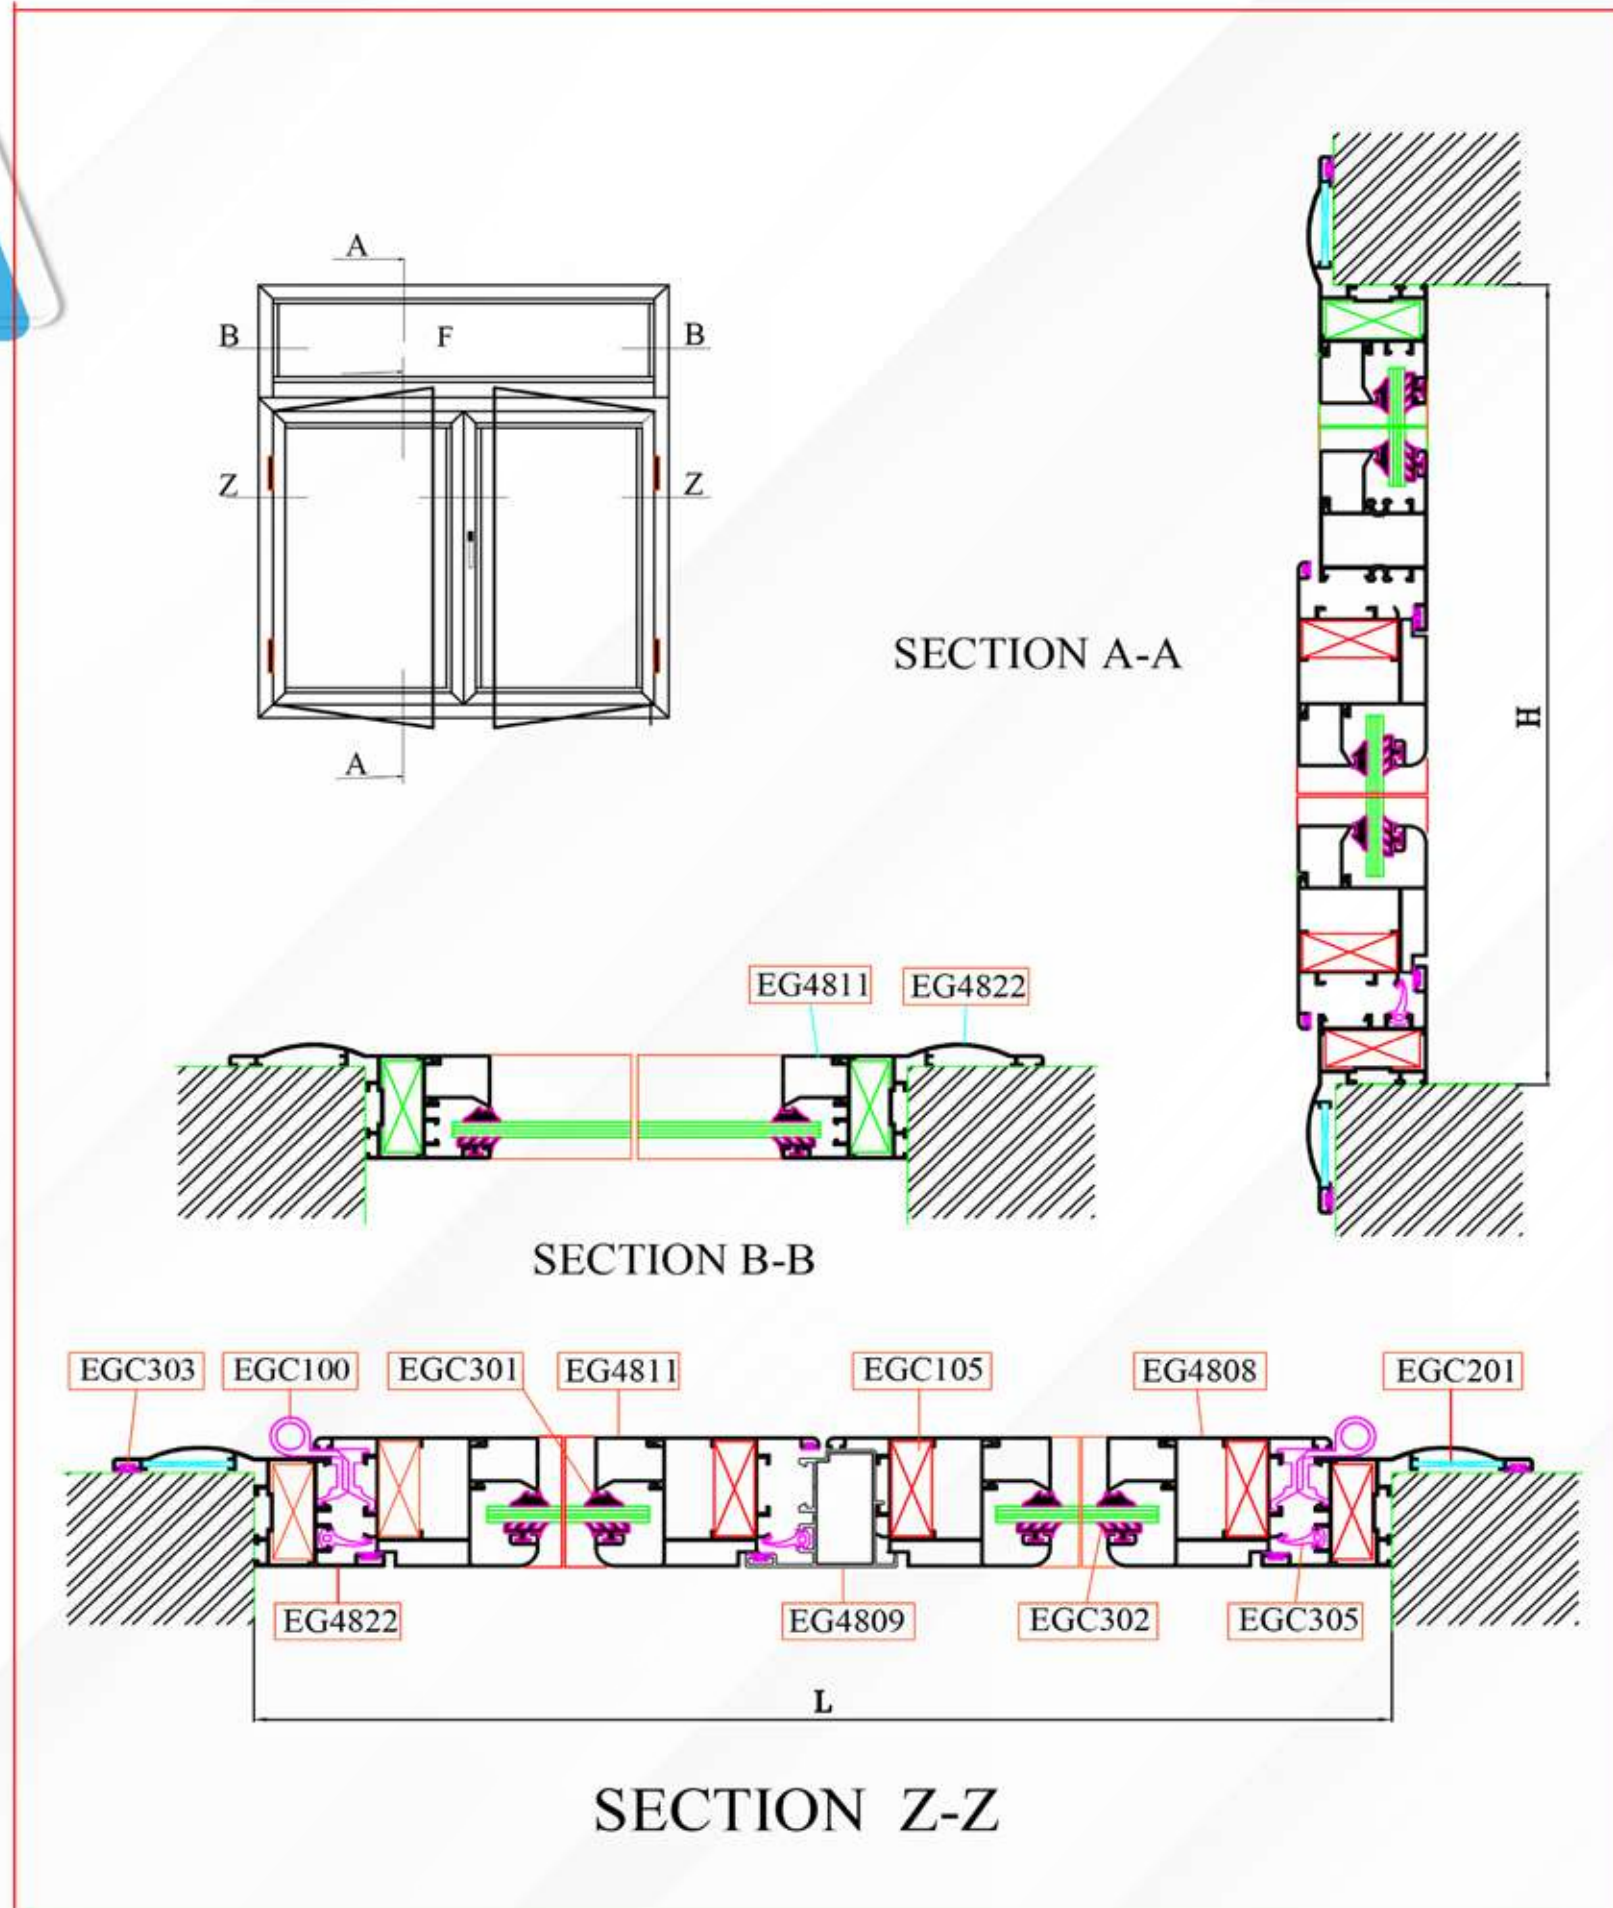 A
B
F
B
Z
Z
A
SECTION A-A
H
EG4811
EG4822
SECTION B-B
EGC303
EGC100
EGC301
EG4811
EGC105
EG4808
EGC201
EG4822
EG4809
EGC302
EGC305
L
SECTION Z-Z